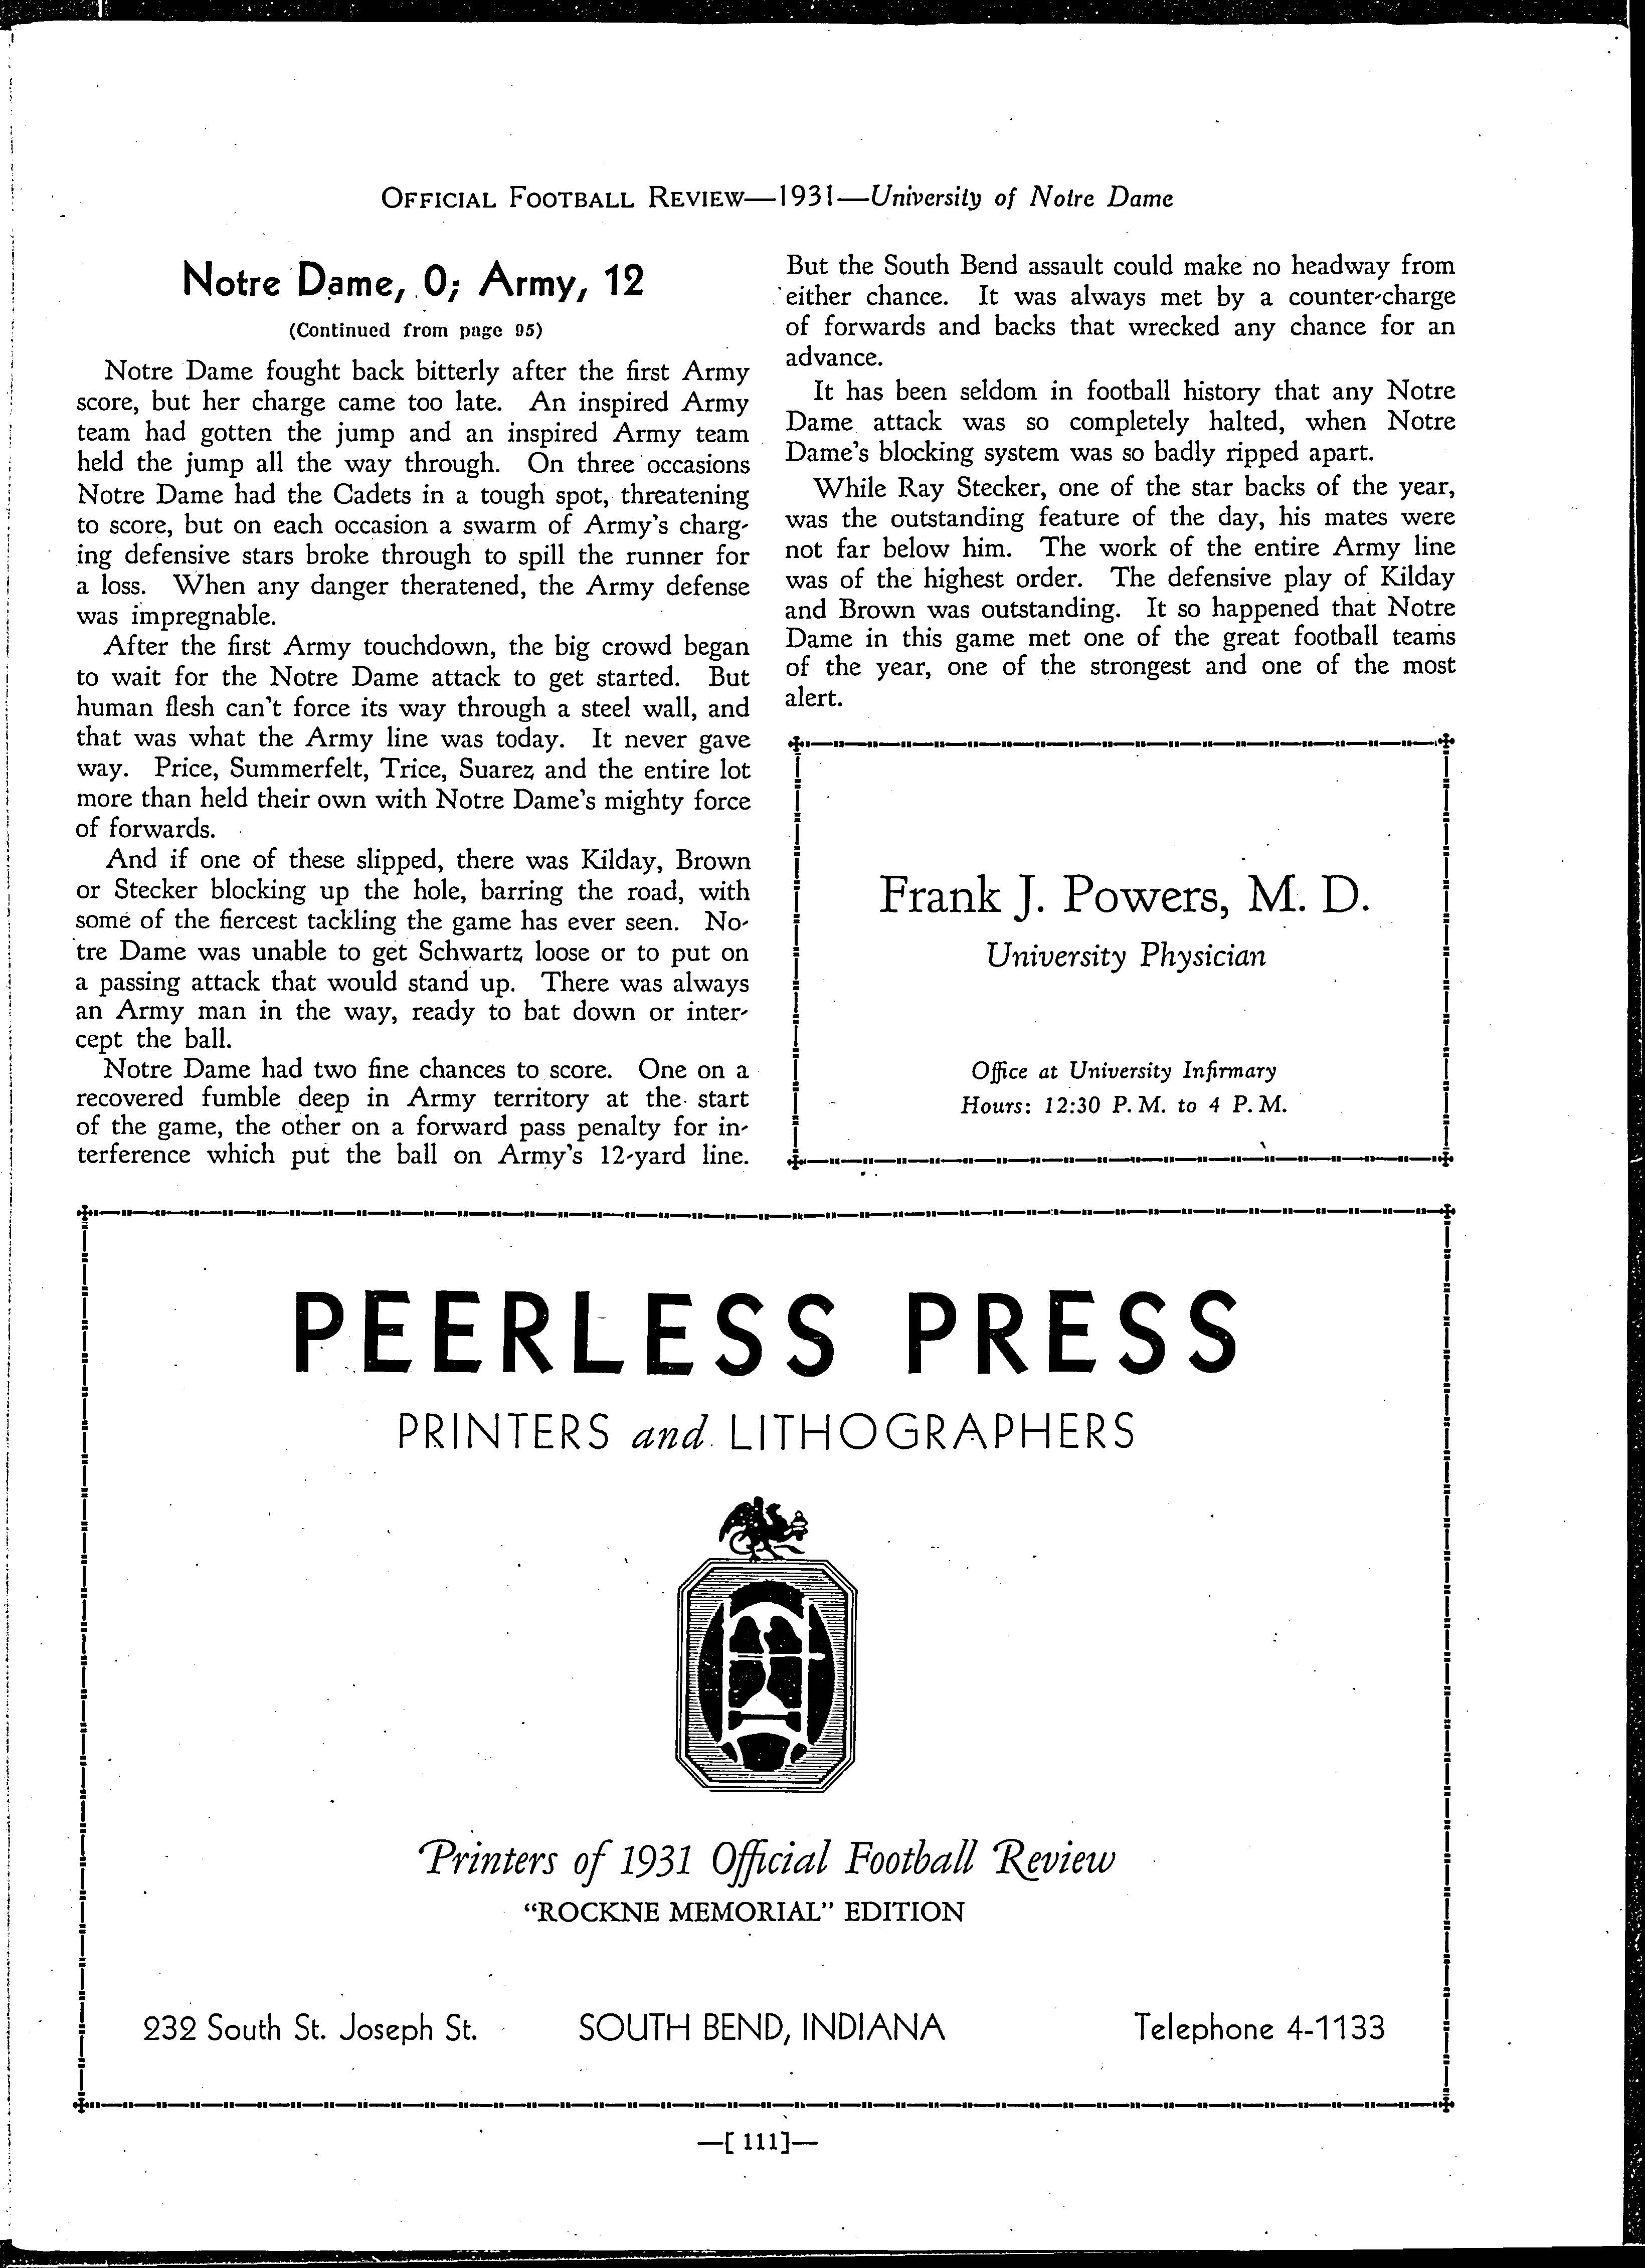 OFFICIAL FOOTBALL REVIEW—1931—University of Notre Dame
Notre Dame, 0; Army, 12
(Continued from page 95)
Notre Dame fought back bitterly after the first Army
score, but her charge came too late. An inspired Army
team had gotten the jump and an inspired Army team
held the jump all the way through. On three occasions
Notre Dame had the Cadets in a tough spot, threatening
to score, but on each occasion a swarm of Army's charg-
ing defensive stars broke through to spill the runner for
a loss. When any danger theratened, the Army defense
was impregnable.
After the first Army touchdown, the big crowd began
to wait for the Notre Dame attack to get started. But
human flesh can't force its way through a steel wall, and
that was what the Army line was today. It never gave
way. Price, Summerfelt, Trice, Suarez and the entire lot
more than held their own with Notre Dame's mighty force
of forwards.
And if one of these slipped, there was Kilday, Brown
or Stecker blocking up the hole, barring the road, with
some of the fiercest tackling the game has ever seen. No-
tre Dame was unable to get Schwartz loose or to put on
a passing attack that would stand up. There was always
an Army man in the way, ready to bat down or inter-
cept the ball.
Notre Dame had two fine chances to score. One on a
recovered fumble deep in Army territory at the start
of the game, the other on a forward pass penalty for in-
terference which put the ball on Army's 12-yard line.
But the South Bend assault could make no headway from
either chance. It was always met by a counter-charge
of forwards and backs that wrecked any chance for an
advance.
It has been seldom in football history that any Notre
Dame attack was so completely halted, when Notre
Dame's blocking system was so badly ripped apart.
While Ray Stecker, one of the star backs of the year,
was the outstanding feature of the day, his mates were
not far below him. The work of the entire Army line
was of the highest order. The defensive play of Kilday
and Brown was outstanding. It so happened that Notre
Dame in this game met one of the great football teams
of the year, one of the strongest and one of the most
alert.
Frank J. Powers, M. D.
University Physician
Office at University Infirmary
Hours: 12:30 P. M. to 4 P. M.
PEERLESS PRESS
PRINTERS and LITHOGRAPHERS
Printers of 1931 Official Football Review
"ROCKNE MEMORIAL" EDITION
232 South St. Joseph St. SOUTH BEND, INDIANA Telephone 4-1133
—[ 111]—